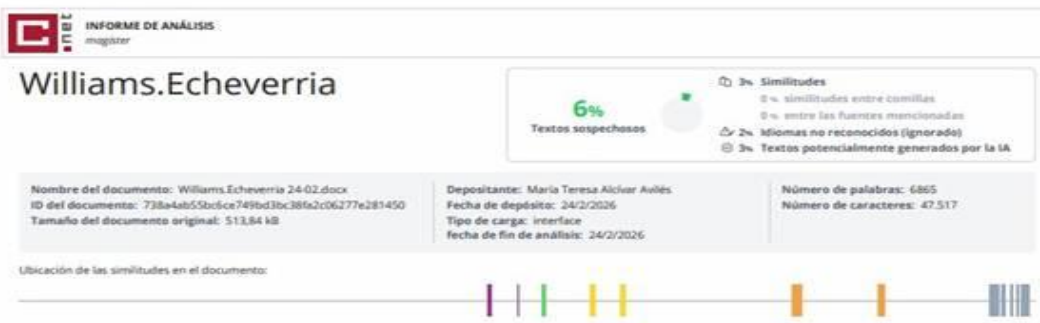 C
.net
INFORME DE ANÁLISIS
magister
Williams.Echeverria
6%
Textos sospechosos
3% Similitudes
0% similitudes entre comillas
0% entre las fuentes mencionadas
2% Idiomas no reconocidos (ignorado)
3% Textos potencialmente generados por la IA
Nombre del documento: Williams.Echeverria 24-02.docx
ID del documento: 738a4ab55bc6ce749bd3bc38fa2c06277e281450
Tamaño del documento original: 513,84 kB
Depositante: María Teresa Alcívar Avilés
Fecha de depósito: 24/2/2026
Tipo de carga: interface
fecha de fin de análisis: 24/2/2026
Número de palabras: 6865
Número de caracteres: 47.517
Ubicación de las similitudes en el documento: